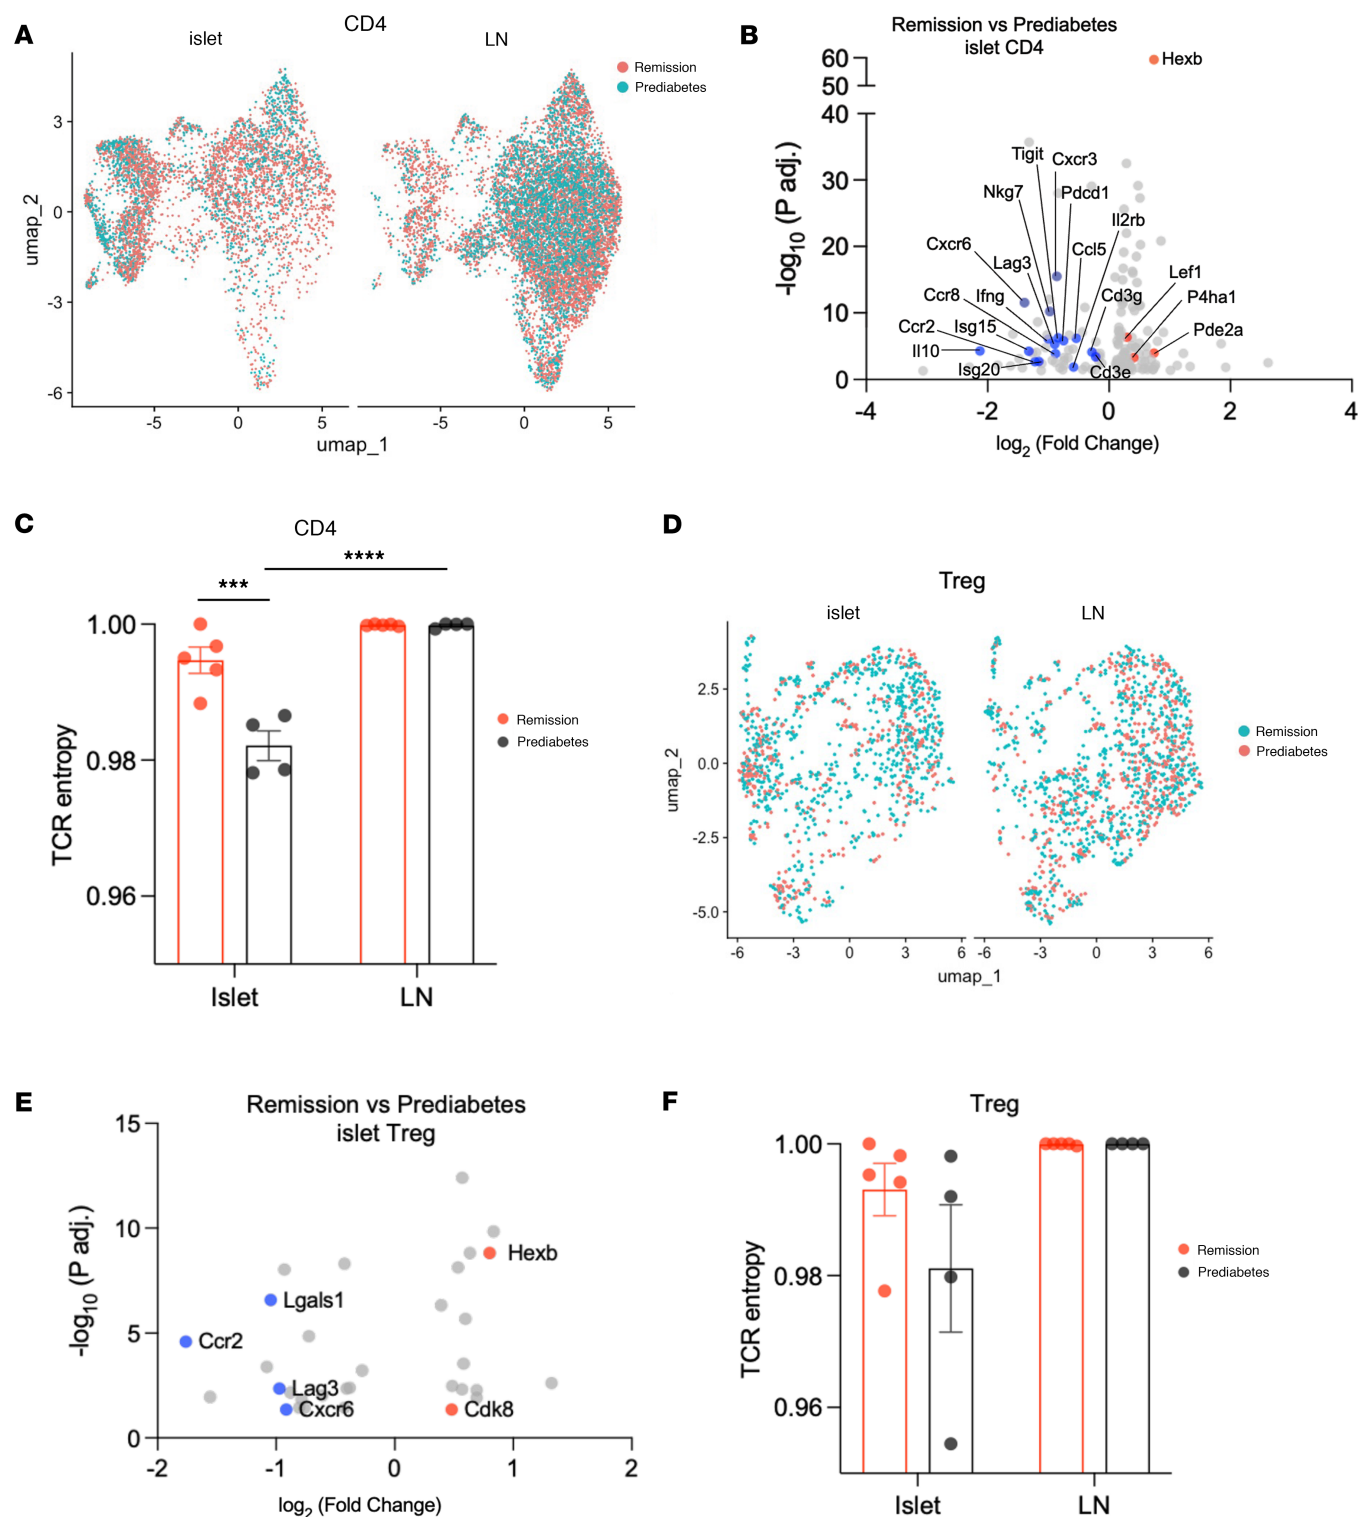 A
CD4
islet
LN
Remission
Prediabetes
umap_2
3
0
-3
-6
-5
0
5
-5
0
5
umap_1
B
Remission vs Prediabetes
islet CD4
-log10 (P adj.)
60
50
40
30
20
10
0
Hexb
Tigit
Cxcr3
Nkg7
Pdcd1
Il2rb
Cxcr6
Lag3
Ccl5
Lef1
Ccr8
Ifng
Cd3g
P4ha1
Ccr2
Isg15
Pde2a
Il10
Isg20
Cd3e
-4
-2
0
2
4
log2 (Fold Change)
C
CD4
****
***
TCR entropy
1.00
0.98
0.96
Remission
Prediabetes
Islet
LN
D
Treg
islet
LN
umap_2
2.5
0.0
-2.5
-5.0
Remission
Prediabetes
-6
-3
0
3
6
-6
-3
0
3
6
umap_1
E
Remission vs Prediabetes
islet Treg
-log10 (P adj.)
15
10
5
0
Hexb
Lgals1
Ccr2
Lag3
Cxcr6
Cdk8
-2
-1
0
1
2
log2 (Fold Change)
F
Treg
TCR entropy
1.00
0.98
0.96
Remission
Prediabetes
Islet
LN